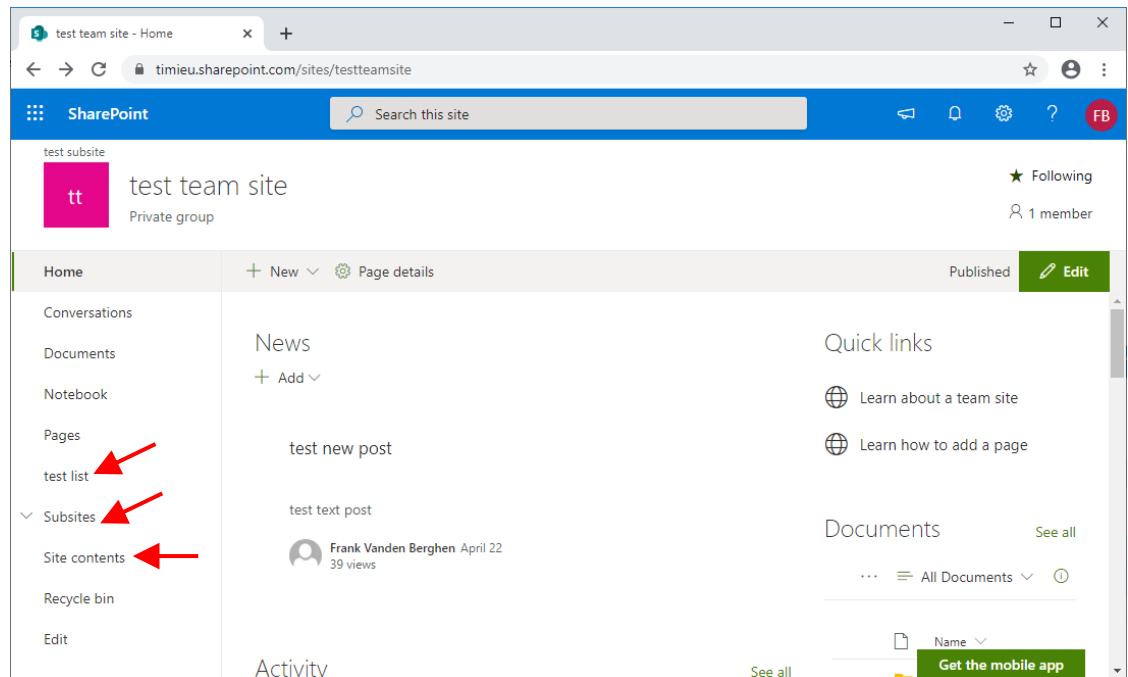 test team site - Home
timieu.sharepoint.com/sites/testteamsite
SharePoint
Search this site
FB
test subsite
tt
test team site
Private group
Following
1 member
Home
New
Page details
Published
Edit
Conversations
Documents
Notebook
Pages
test list
Subsites
Site contents
Recycle bin
Edit
News
Add
test new post
test text post
Frank Vanden Berghen April 22
39 views
Activity
See all
Quick links
Learn about a team site
Learn how to add a page
Documents
See all
All Documents
Name
Get the mobile app